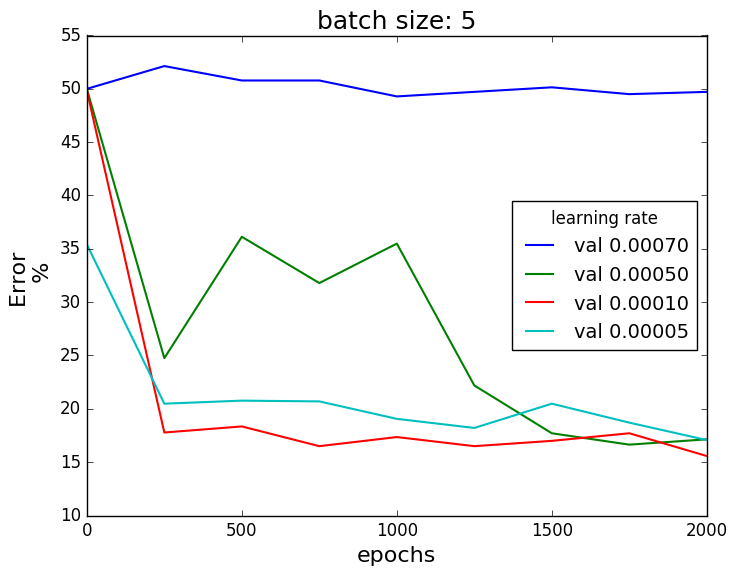 batch size: 5
55
50
45
40
35
30
25
20
15
10
Error
%
learning rate
val 0.00070
val 0.00050
val 0.00010
val 0.00005
0
500
1000
1500
2000
epochs